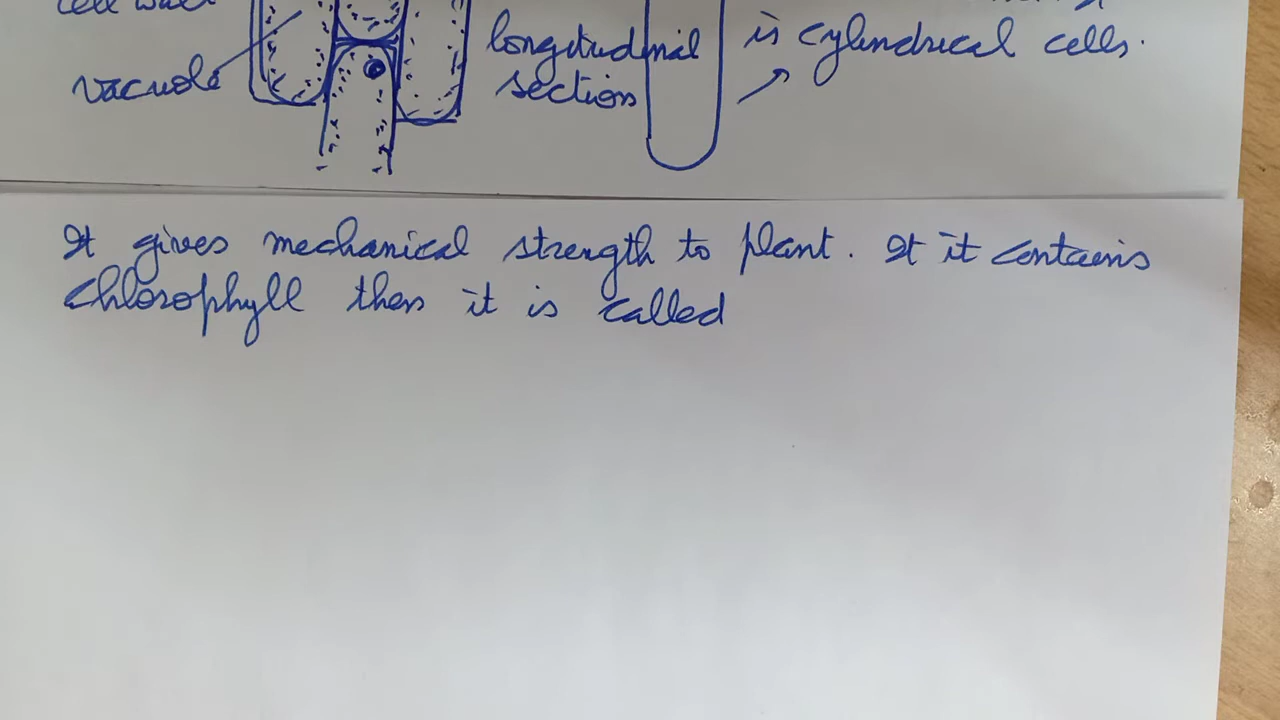 vacuole
longitudinal
section
is cylindrical cells.
It gives mechanical strength to plant. It it contains
chlorophyll then it is called